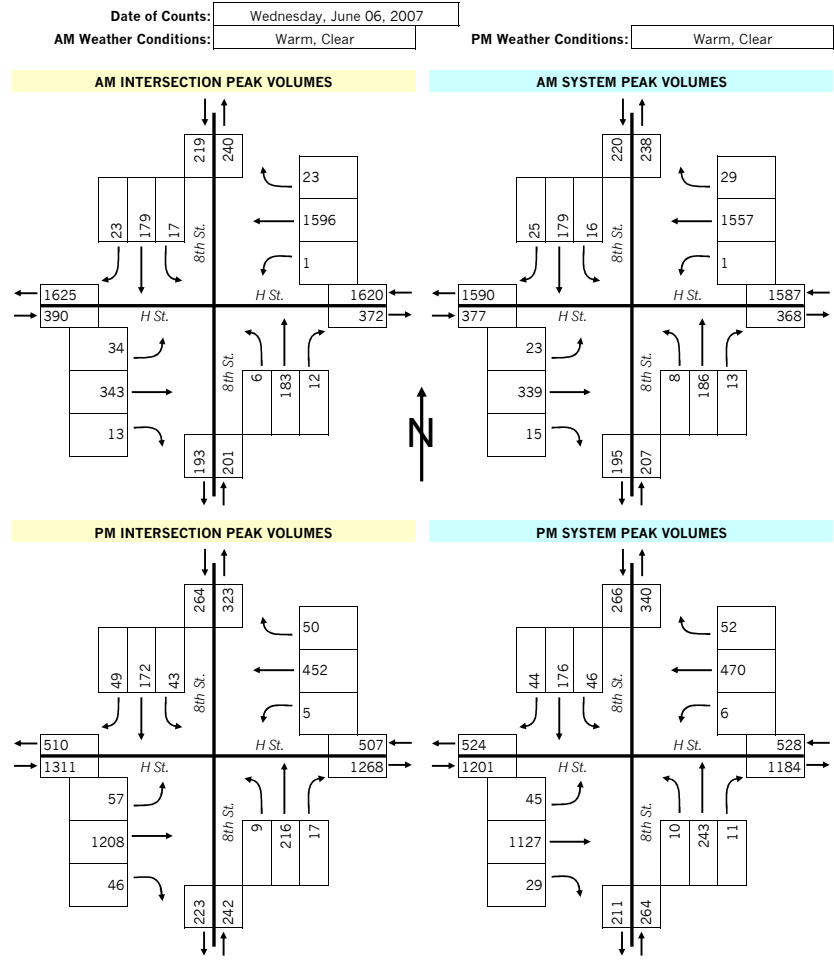 Date of Counts: Wednesday, June 06, 2007
AM Weather Conditions: Warm, Clear PM Weather Conditions: Warm, Clear
AM INTERSECTION PEAK VOLUMES
219 240
23
1596
1
23 179 17
8th St.
1625
390
H St.
H St.
1620
372
34
343
13
8th St.
6 183 12
193 201
AM SYSTEM PEAK VOLUMES
220 238
29
1557
1
25 179 16
8th St.
1590
377
H St.
H St.
1587
368
23
339
15
8th St.
8 186 13
195 207
N
PM INTERSECTION PEAK VOLUMES
264 323
50
452
5
49 172 43
8th St.
510
1311
H St.
H St.
507
1268
57
1208
46
8th St.
9 216 17
223 242
PM SYSTEM PEAK VOLUMES
266 340
52
470
6
44 176 46
8th St.
524
1201
H St.
H St.
528
1184
45
1127
29
8th St.
10 243 11
211 264